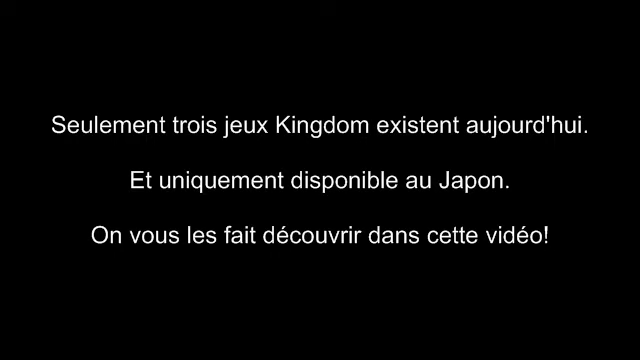 Seulement trois jeux Kingdom existent aujourd'hui.
Et uniquement disponible au Japon.
On vous les fait découvrir dans cette vidéo!